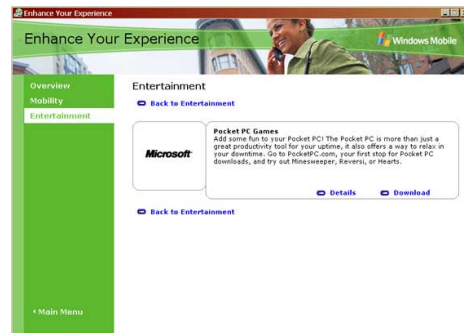 Enhance Your Experience
Enhance Your Experience
Windows Mobile
Overview
Mobility
Entertainment
Entertainment
Back to Entertainment
Microsoft
Pocket PC Games
Add some fun to your Pocket PC! The Pocket PC is more than just a
great productivity tool for your uptime, it also offers a way to relax in
your downtime. Go to PocketPC.com, your first stop for Pocket PC
downloads, and try out Minesweeper, Reversi, or Hearts.
Details
Download
Back to Entertainment
Main Menu